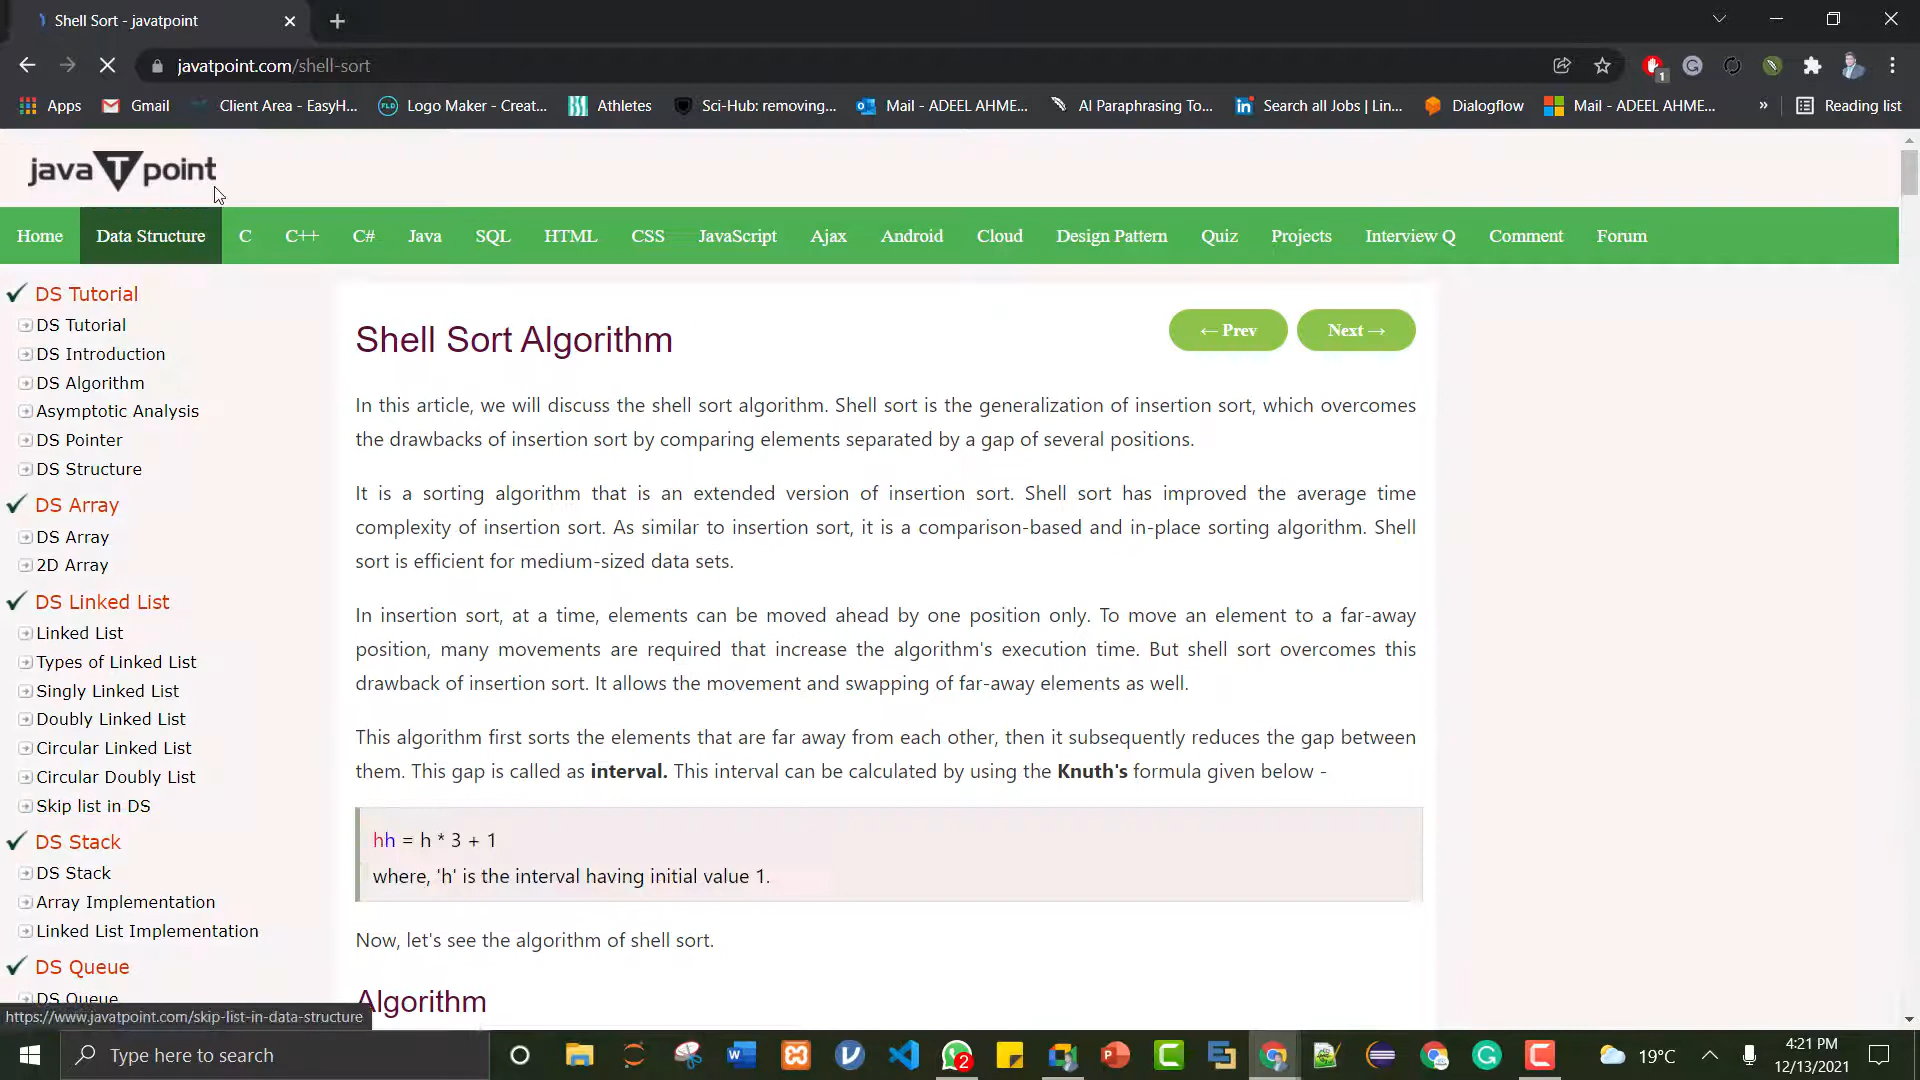 Shell Sort - javatpoint
javatpoint.com/shell-sort
1
Apps
Gmail
Client Area - EasyH...
Logo Maker - Creat...
Athletes
Sci-Hub: removing...
Mail - ADEEL AHME...
AI Paraphrasing To...
Search all Jobs | Lin...
Dialogflow
Mail - ADEEL AHME...
»
Reading list
java T point
Home
Data Structure
C
C++
C#
Java
SQL
HTML
CSS
JavaScript
Ajax
Android
Cloud
Design Pattern
Quiz
Projects
Interview Q
Comment
Forum
DS Tutorial
DS Tutorial
DS Introduction
DS Algorithm
Asymptotic Analysis
DS Pointer
DS Structure
DS Array
DS Array
2D Array
DS Linked List
Linked List
Types of Linked List
Singly Linked List
Doubly Linked List
Circular Linked List
Circular Doubly List
Skip list in DS
DS Stack
DS Stack
Array Implementation
Linked List Implementation
DS Queue
DS Queue
Shell Sort Algorithm
← Prev
Next →
In this article, we will discuss the shell sort algorithm. Shell sort is the generalization of insertion sort, which overcomes
the drawbacks of insertion sort by comparing elements separated by a gap of several positions.
It is a sorting algorithm that is an extended version of insertion sort. Shell sort has improved the average time
complexity of insertion sort. As similar to insertion sort, it is a comparison-based and in-place sorting algorithm. Shell
sort is efficient for medium-sized data sets.
In insertion sort, at a time, elements can be moved ahead by one position only. To move an element to a far-away
position, many movements are required that increase the algorithm's execution time. But shell sort overcomes this
drawback of insertion sort. It allows the movement and swapping of far-away elements as well.
This algorithm first sorts the elements that are far away from each other, then it subsequently reduces the gap between
them. This gap is called as interval. This interval can be calculated by using the Knuth's formula given below -
hh = h * 3 + 1
where, 'h' is the interval having initial value 1.
Now, let's see the algorithm of shell sort.
Algorithm
https://www.javatpoint.com/skip-list-in-data-structure
Type here to search
2
19°C
4:21 PM
12/13/2021